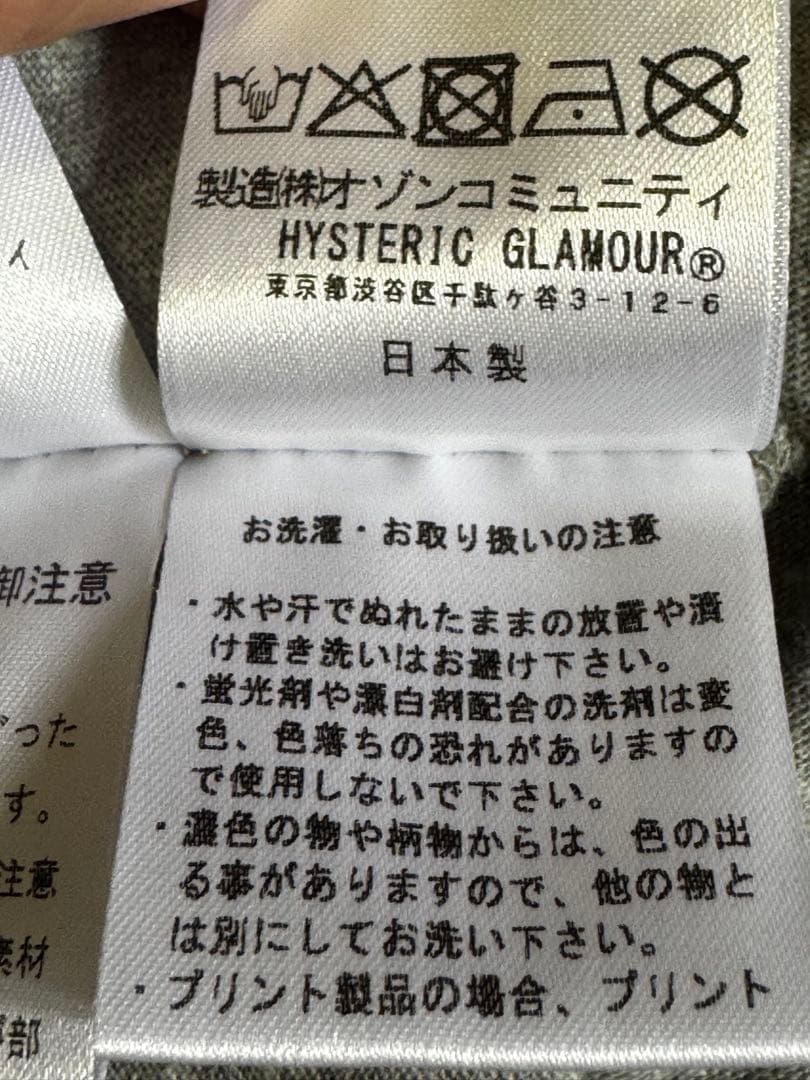 製造(株)オゾンコミュニティ
HYSTERIC GLAMOUR®
東京都渋谷区千駄ケ谷3-12-6
日本製
お洗濯・お取り扱いの注意
・水や汗でぬれたままの放置や漬
け置き洗いはお避け下さい。
・蛍光剤や漂白剤配合の洗剤は変
色、色落ちの恐れがありますの
で使用しないで下さい。
・濃色の物や柄物からは、色の出
る事がありますので、他の物と
は別にしてお洗い下さい。
・プリント製品の場合、プリント
ィ
御注意
った
す。
注意
素材
部